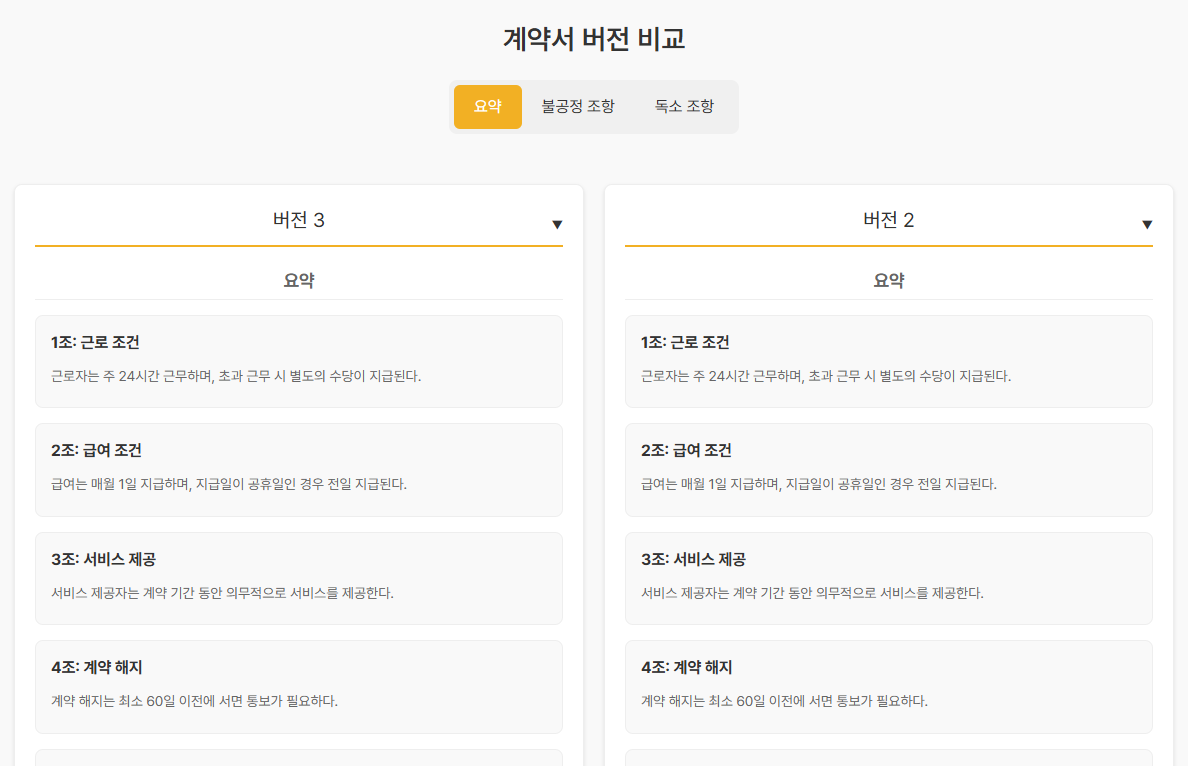 계약서 버전 비교
요약
불공정 조항
독소 조항
버전 3
▼
요약
1조: 근로 조건
근로자는 주 24시간 근무하며, 초과 근무 시 별도의 수당이 지급된다.
2조: 급여 조건
급여는 매월 1일 지급하며, 지급일이 공휴일인 경우 전일 지급된다.
3조: 서비스 제공
서비스 제공자는 계약 기간 동안 의무적으로 서비스를 제공한다.
4조: 계약 해지
계약 해지는 최소 60일 이전에 서면 통보가 필요하다.
버전 2
▼
요약
1조: 근로 조건
근로자는 주 24시간 근무하며, 초과 근무 시 별도의 수당이 지급된다.
2조: 급여 조건
급여는 매월 1일 지급하며, 지급일이 공휴일인 경우 전일 지급된다.
3조: 서비스 제공
서비스 제공자는 계약 기간 동안 의무적으로 서비스를 제공한다.
4조: 계약 해지
계약 해지는 최소 60일 이전에 서면 통보가 필요하다.